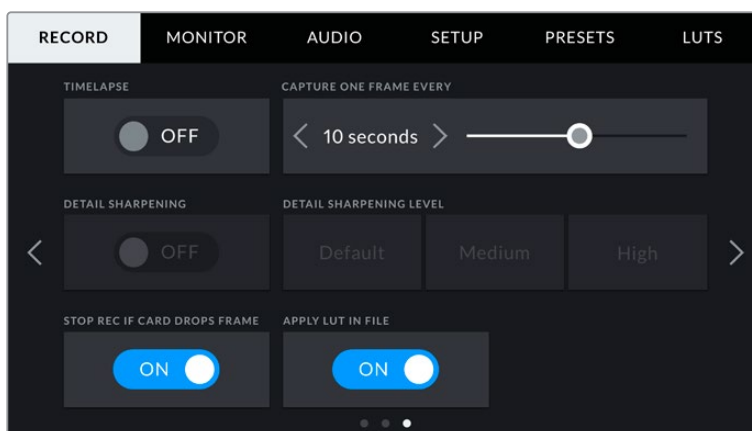 RECORD MONITOR AUDIO SETUP PRESETS LUTS
TIMELAPSE CAPTURE ONE FRAME EVERY
OFF 10 seconds
DETAIL SHARPENING DETAIL SHARPENING LEVEL
OFF Default Medium High
STOP REC IF CARD DROPS FRAME APPLY LUT IN FILE
ON ON